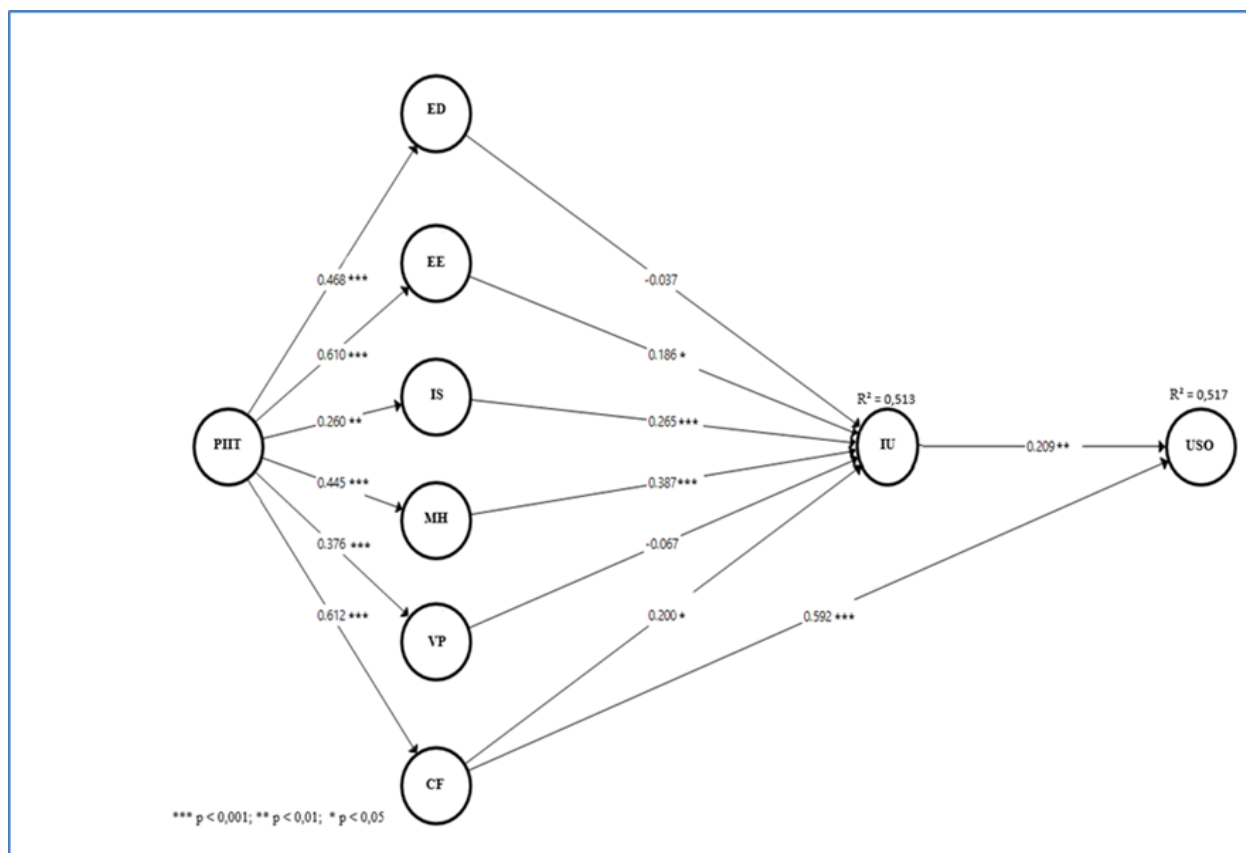 ED
EE
0.468 ***
-0.037
0.610 ***
0.186 *
IS
R² = 0,513
R² = 0,517
0.260 **
0.265 ***
PIIT
IU
0.209 **
USO
0.445 ***
MH
0.387 ***
0.376 ***
-0.067
0.612 ***
VP
0.200 *
0.592 ***
CF
*** p < 0,001; ** p < 0,01; * p < 0,05